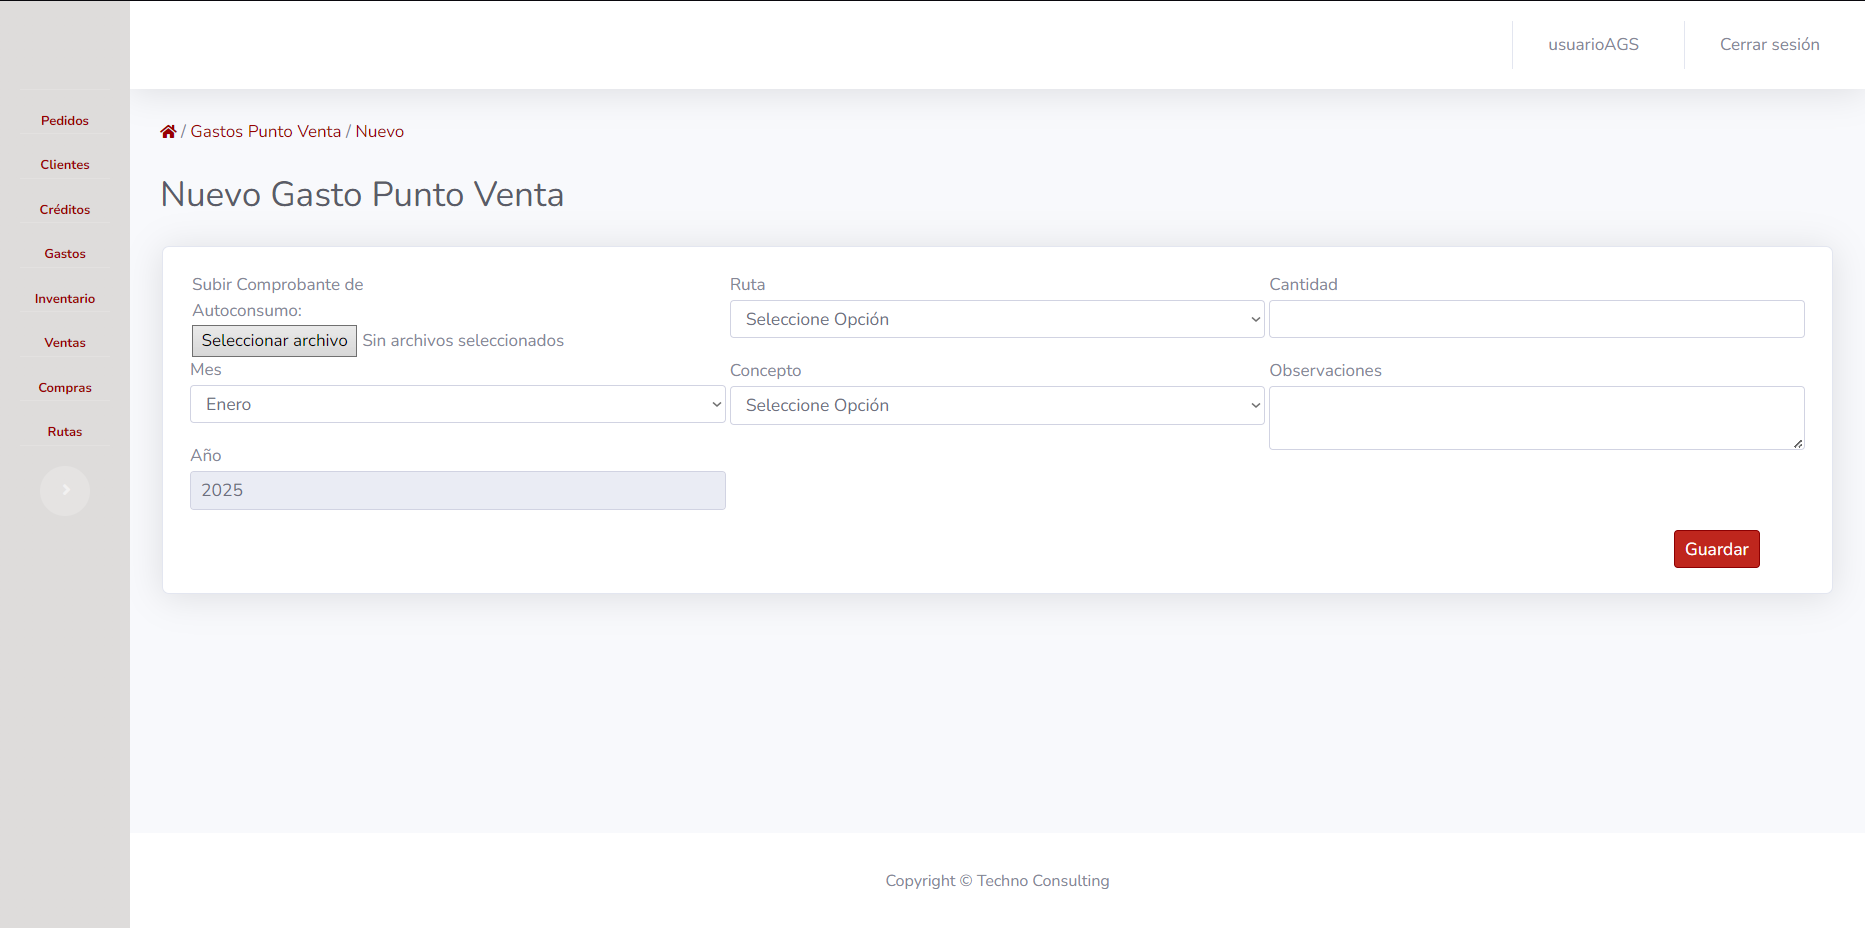 usuarioAGS
Cerrar sesión
Pedidos
Clientes
Créditos
Gastos
Inventario
Ventas
Compras
Rutas
/ Gastos Punto Venta / Nuevo
Nuevo Gasto Punto Venta
Subir Comprobante de
Autoconsumo:
Seleccionar archivo Sin archivos seleccionados
Ruta
Seleccione Opción
Cantidad
Mes
Enero
Concepto
Seleccione Opción
Observaciones
Año
2025
Guardar
Copyright © Techno Consulting